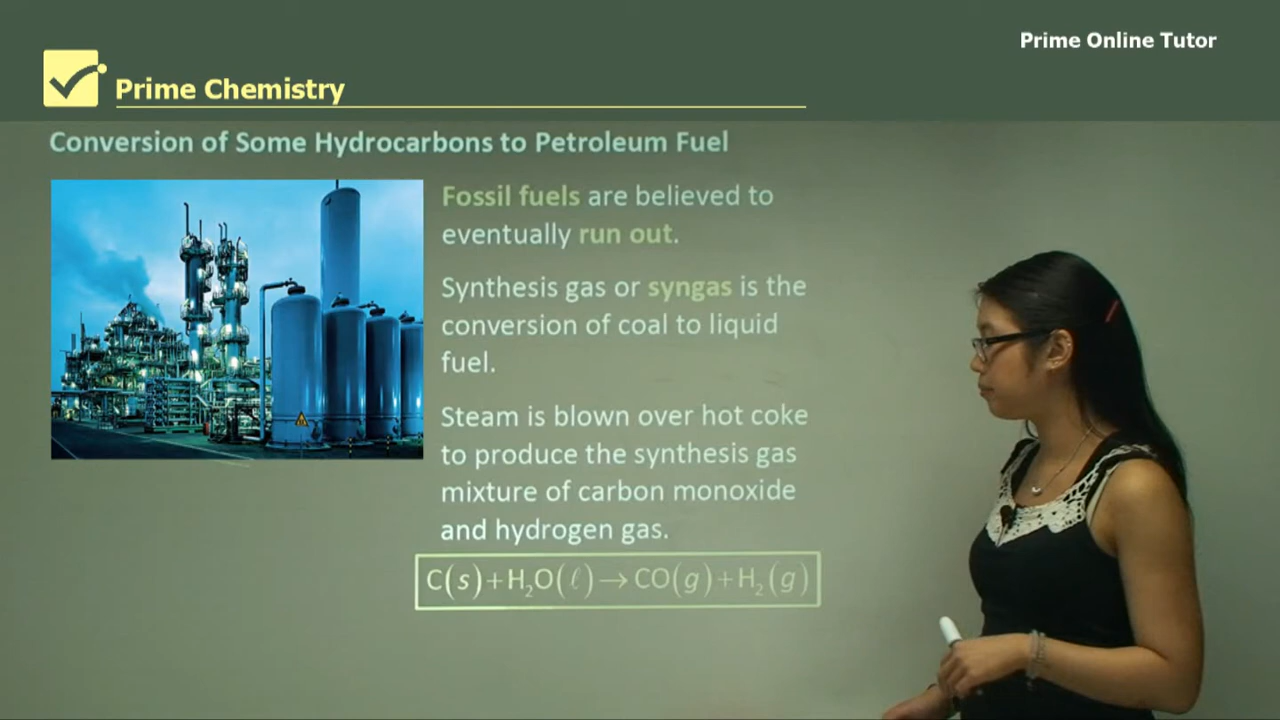 Prime Online Tutor
Prime Chemistry
Conversion of Some Hydrocarbons to Petroleum Fuel
Fossil fuels are believed to
eventually run out.
Synthesis gas or syngas is the
conversion of coal to liquid
fuel.
Steam is blown over hot coke
to produce the synthesis gas
mixture of carbon monoxide
and hydrogen gas.
C(s)+H₂O(ℓ)→CO(g)+H₂(g)